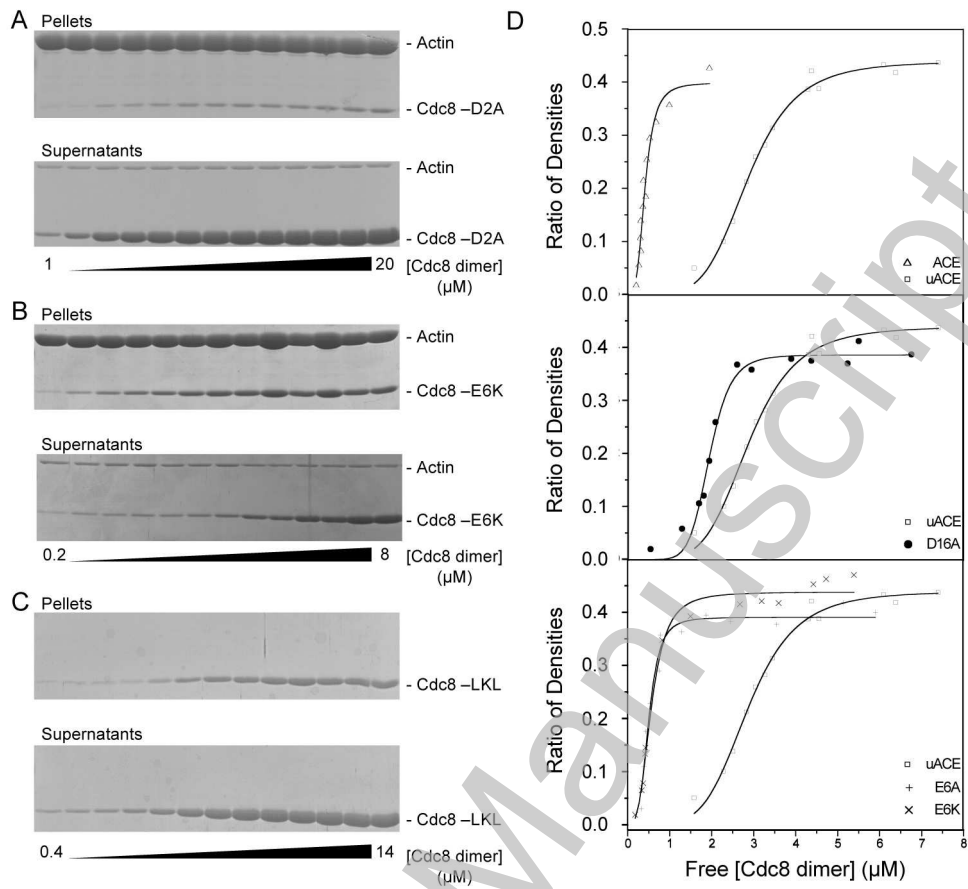 A
Pellets
- Actin
- Cdc8 –D2A
Supernatants
- Actin
- Cdc8 –D2A
1
20
[Cdc8 dimer]
(µM)
B
Pellets
- Actin
- Cdc8 –E6K
Supernatants
- Actin
- Cdc8 –E6K
0.2
8
[Cdc8 dimer]
(µM)
C
Pellets
- Cdc8 –LKL
Supernatants
- Cdc8 –LKL
0.4
14
[Cdc8 dimer]
(µM)
D
Ratio of Densities
0.5
0.4
0.3
0.2
0.1
0.0
ACE
uACE
Ratio of Densities
0.4
0.3
0.2
0.1
0.0
uACE
D16A
Ratio of Densities
0.4
0.3
0.2
0.1
0.0
uACE
E6A
E6K
0 1 2 3 4 5 6 7 8
Free [Cdc8 dimer] (µM)
Manuscript